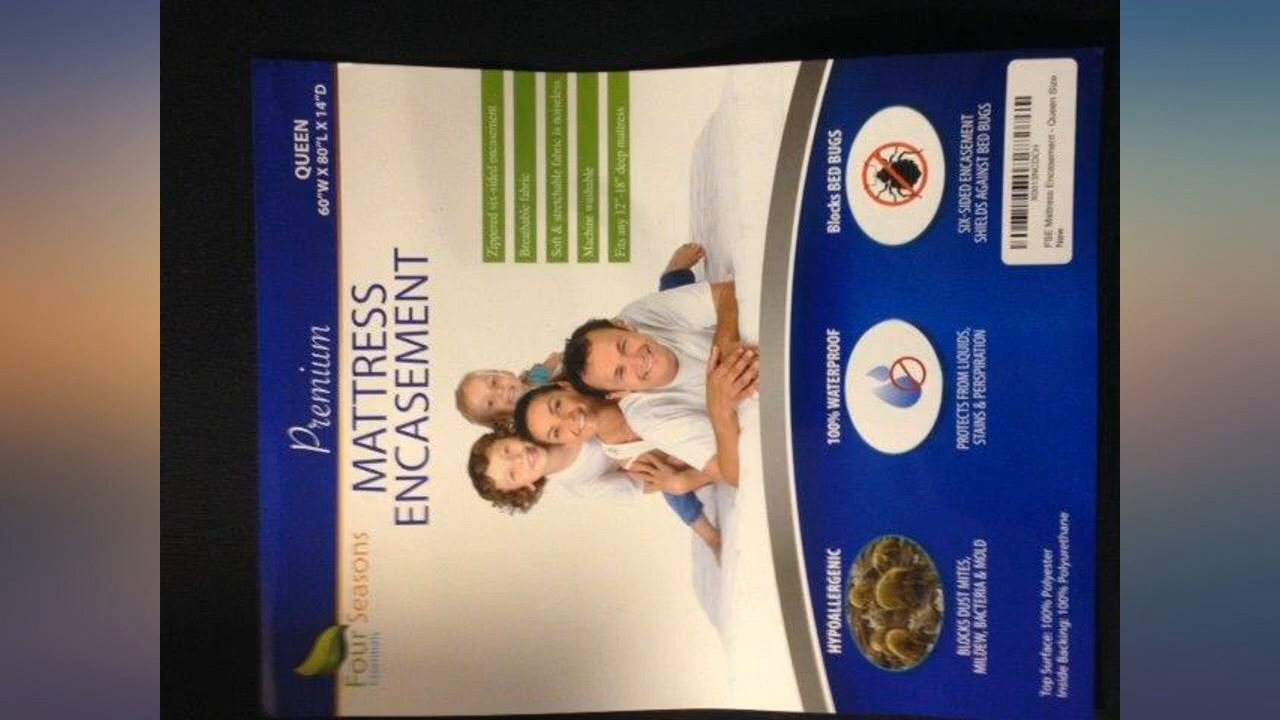 Premium
QUEEN
60"W X 80"L X 14"D
Four Seasons
Essentials
MATTRESS
ENCASEMENT
Zippered six-sided encasement
Breathable fabric
Soft & stretchable fabric is noiseless
Machine washable
Fits any 12"-18" deep mattress
HYPOALLERGENIC
BLOCKS DUST MITES,
MILDEW, BACTERIA & MOLD
100% WATERPROOF
PROTECTS FROM LIQUIDS,
STAINS & PERSPIRATION
Blocks BED BUGS
SIX-SIDED ENCASEMENT
SHIELDS AGAINST BED BUGS
Top Surface: 100% Polyester
Inside Backing: 100% Polyurethane
FSE Mattress Encasement - Queen Size
New